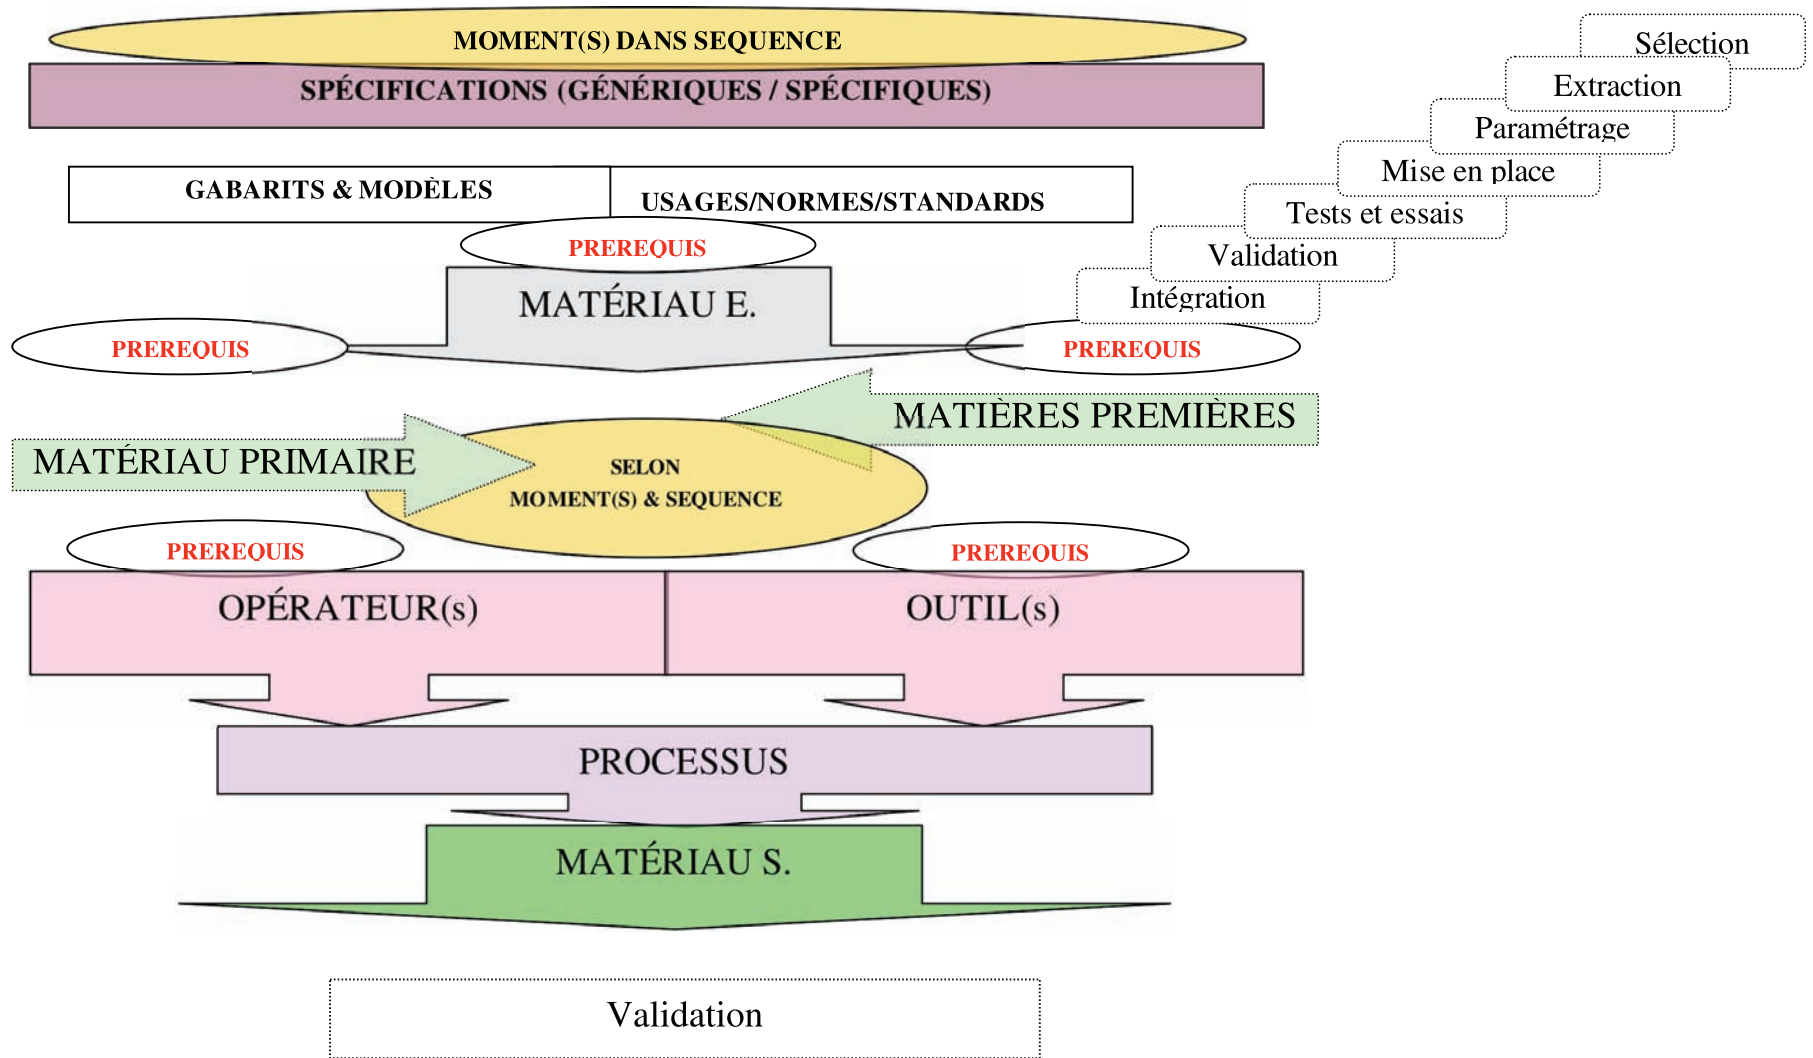 MOMENT(S) DANS SEQUENCE
SPÉCIFICATIONS (GÉNÉRIQUES / SPÉCIFIQUES)
GABARITS & MODÈLES
USAGES/NORMES/STANDARDS
PREREQUIS
MATÉRIAU E.
PREREQUIS
PREREQUIS
Sélection
Extraction
Paramétrage
Mise en place
Tests et essais
Validation
Intégration
MATIÈRES PREMIÈRES
MATÉRIAU PRIMAIRE
SELON
MOMENT(S) & SEQUENCE
PREREQUIS
PREREQUIS
OPÉRATEUR(s)
OUTIL(s)
PROCESSUS
MATÉRIAU S.
Validation